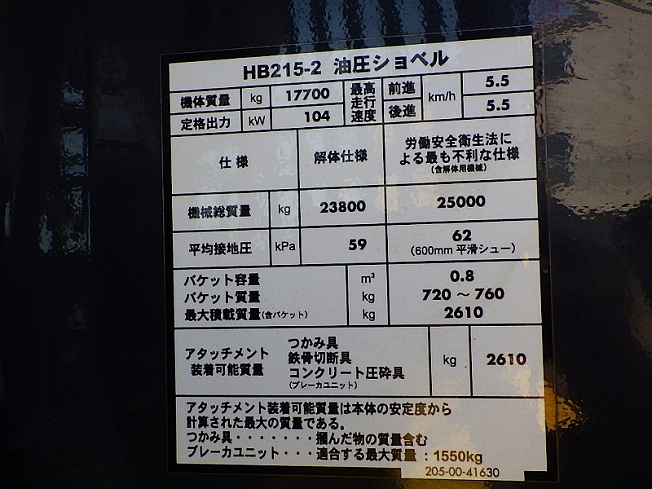 HB215-2 油圧ショベル
機体質量 kg 17700 最高走行速度 前進 km/h 5.5
定格出力 kW 104 後進 5.5
仕様 解体仕様 労働安全衛生法による最も不利な仕様 (含解体用機械)
機械総質量 kg 23800 25000
平均接地圧 kPa 59 62 (600mm 平滑シュー)
バケット容量 m³ 0.8
バケット質量 kg 720 ～ 760
最大積載質量(含バケット) kg 2610
アタッチメント装着可能質量 つかみ具 鉄骨切断具 コンクリート圧砕具 (ブレーカユニット) kg 2610
アタッチメント装着可能質量は本体の安定度から
計算された最大の質量である。
つかみ具・・・・・・・掴んだ物の質量含む
ブレーカユニット・・・適合する最大質量：1550kg
205-00-41630